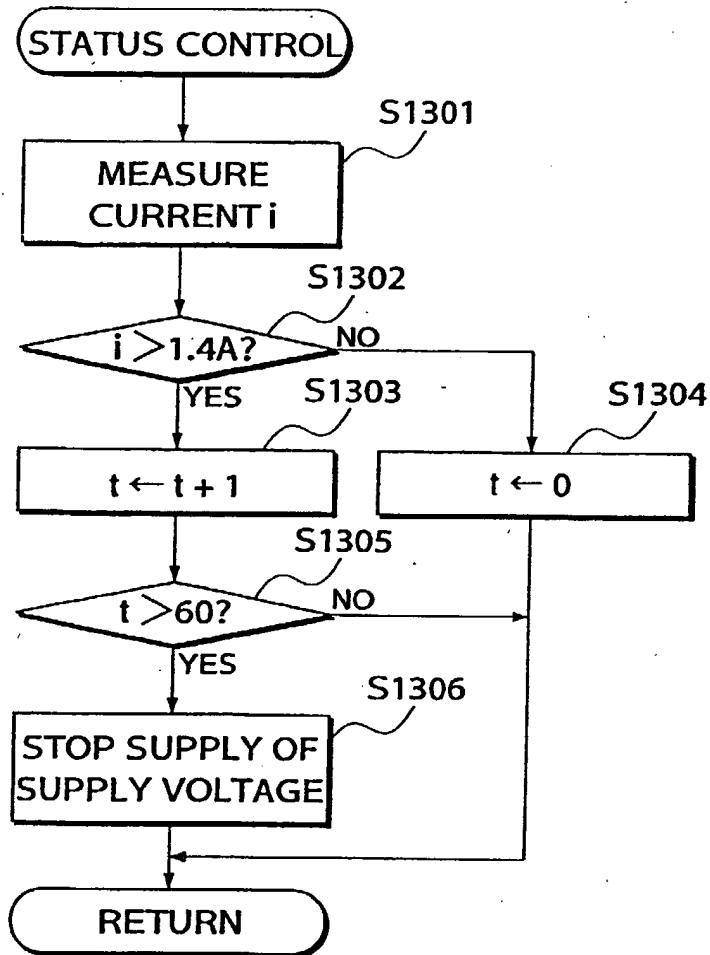 STATUS CONTROL
S1301
MEASURE
CURRENT i
S1302
i >1.4A?
NO
YES
S1303
S1304
t ← t + 1
t ← 0
S1305
t >60?
NO
YES
S1306
STOP SUPPLY OF
SUPPLY VOLTAGE
RETURN